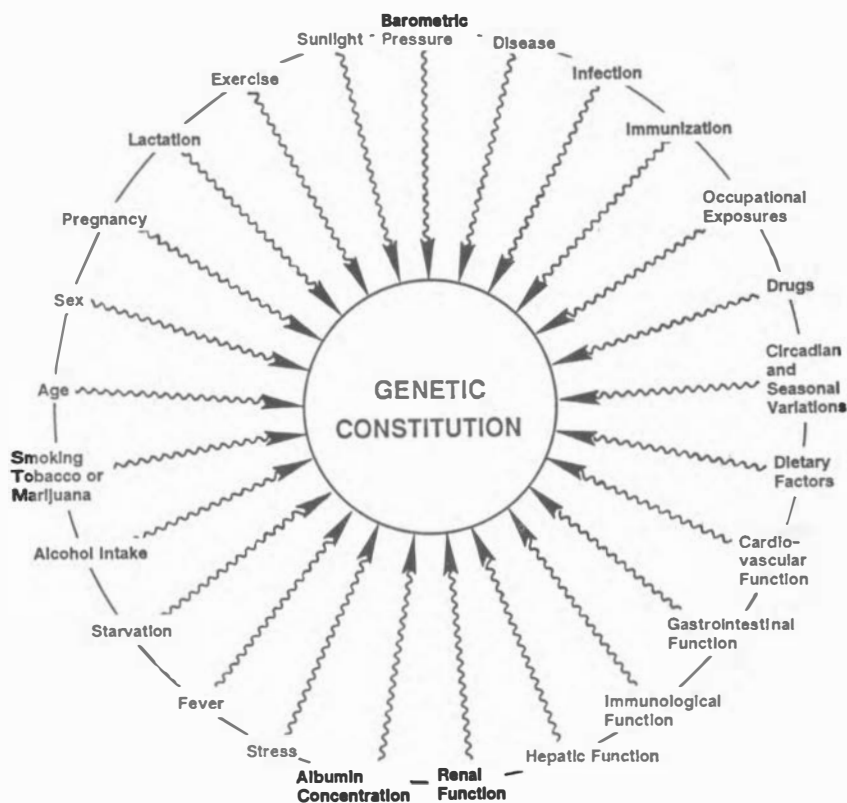 Barometric
Pressure
Disease
Infection
Immunization
Occupational
Exposures
Drugs
Circadian
and
Seasonal
Variations
Dietary
Factors
Cardio-
vascular
Function
Gastrointestinal
Function
Immunological
Function
Hepatic Function
Renal
Function
Albumin
Concentration
Stress
Fever
Starvation
Alcohol Intake
Smoking
Tobacco or
Marijuana
Age
Sex
Pregnancy
Lactation
Exercise
Sunlight
GENETIC
CONSTITUTION